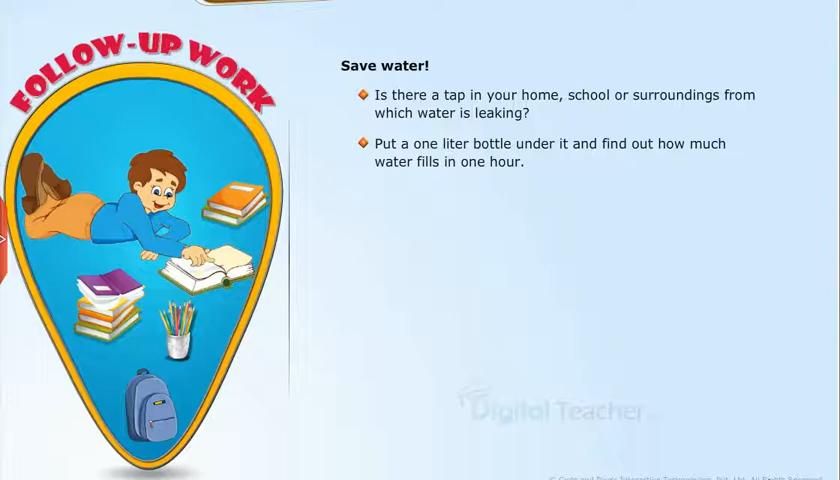 FOLLOW-UP WORK
Save water!
Is there a tap in your home, school or surroundings from
which water is leaking?
Put a one liter bottle under it and find out how much
water fills in one hour.
Digital Teacher